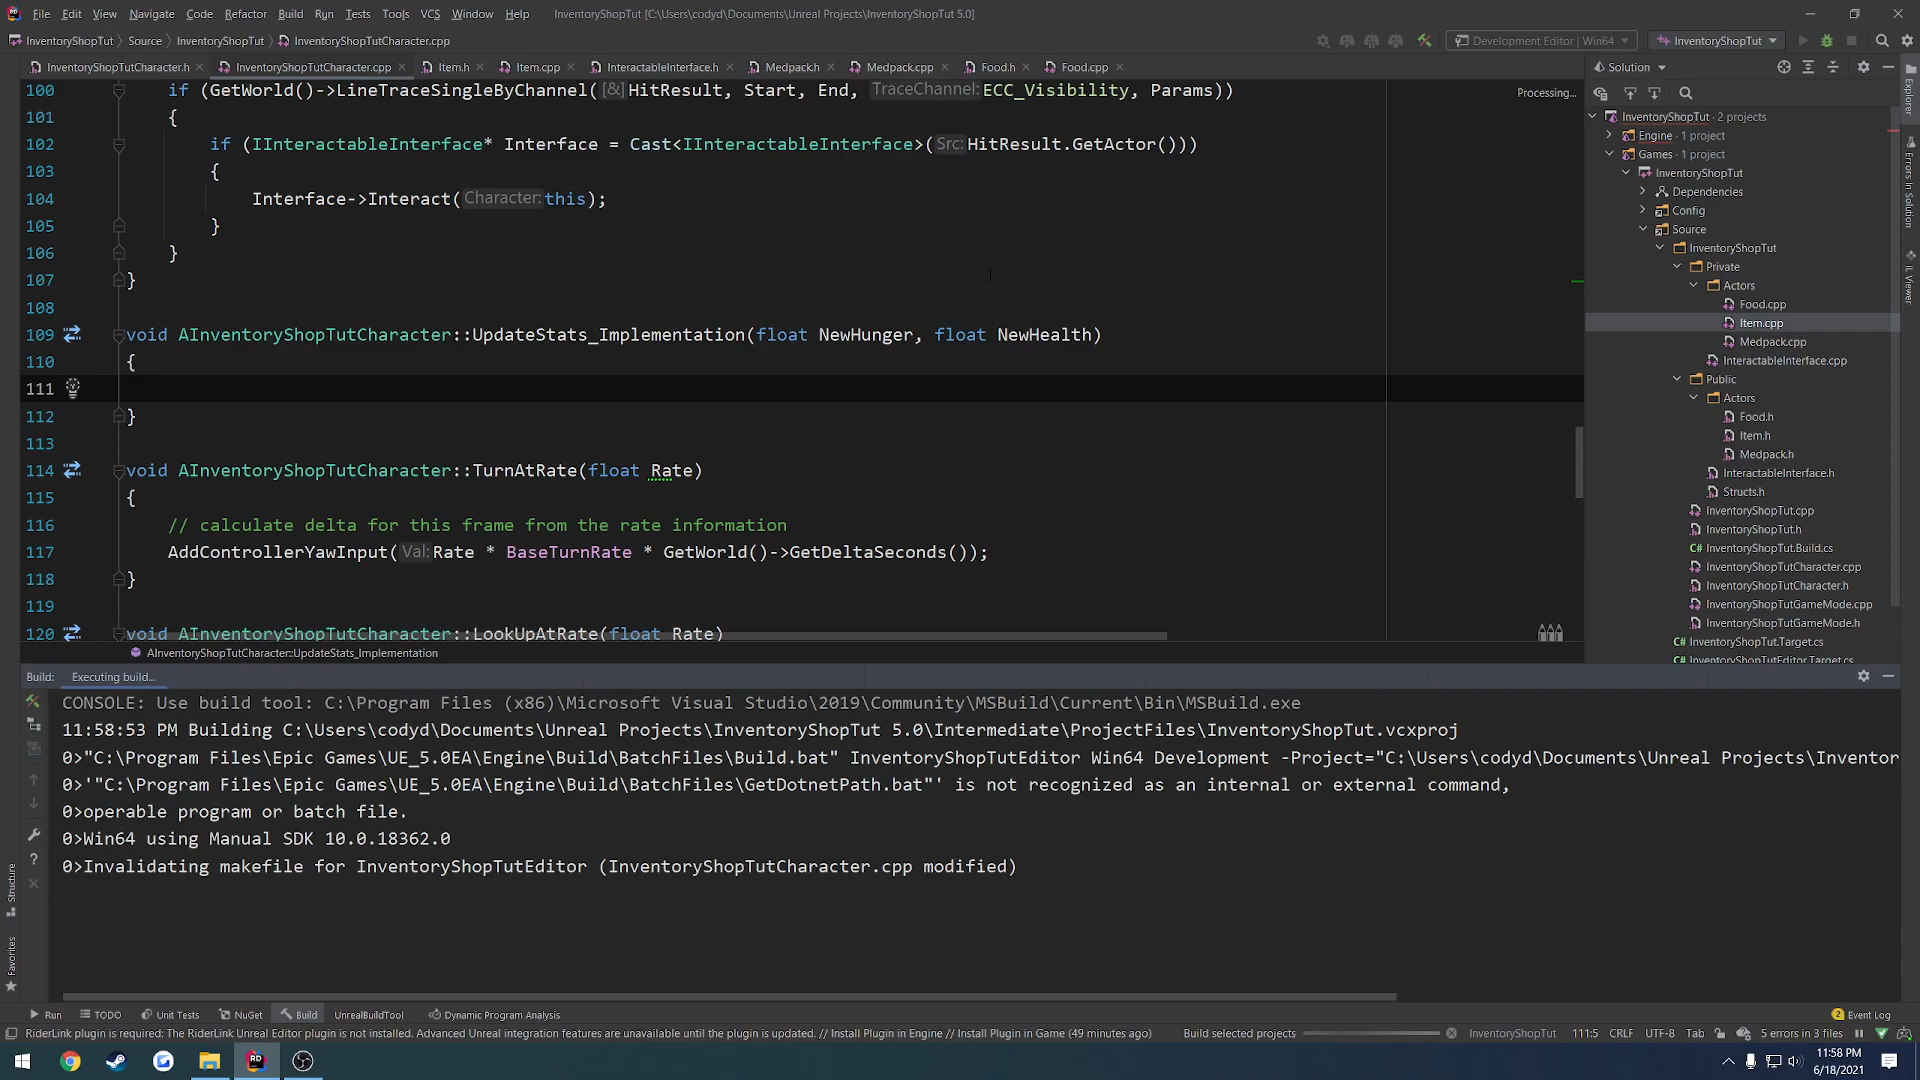 File Edit View Navigate Code Refactor Build Run Tests Tools VCS Window Help InventoryShopTut [C:\Users\codyd\Documents\Unreal Projects\InventoryShopTut 5.0]
InventoryShopTut Source InventoryShopTut InventoryShopTutCharacter.cpp Development Editor | Win64 InventoryShopTut
InventoryShopTutCharacter.h InventoryShopTutCharacter.cpp Item.h Item.cpp InteractableInterface.h Medpack.h Medpack.cpp Food.h Food.cpp
100 if (GetWorld()->LineTraceSingleByChannel([&]HitResult, Start, End, TraceChannel: ECC_Visibility, Params))
101 {
102 if (IInteractableInterface* Interface = Cast<IInteractableInterface>(Src: HitResult.GetActor()))
103 {
104 Interface->Interact(Character: this);
105 }
106 }
107 }
108
109 void AInventoryShopTutCharacter::UpdateStats_Implementation(float NewHunger, float NewHealth)
110 {
111
112 }
113
114 void AInventoryShopTutCharacter::TurnAtRate(float Rate)
115 {
116 // calculate delta for this frame from the rate information
117 AddControllerYawInput(Val: Rate * BaseTurnRate * GetWorld()->GetDeltaSeconds());
118 }
119
120 void AInventoryShopTutCharacter::LookUpAtRate(float Rate)
AInventoryShopTutCharacter::UpdateStats_Implementation
Processing...
Solution
InventoryShopTut · 2 projects
Engine · 1 project
Games · 1 project
InventoryShopTut
Dependencies
Config
Source
InventoryShopTut
Private
Actors
Food.cpp
Item.cpp
Medpack.cpp
InteractableInterface.cpp
Public
Actors
Food.h
Item.h
Medpack.h
InteractableInterface.h
Structs.h
InventoryShopTut.cpp
InventoryShopTut.h
InventoryShopTut.Build.cs
InventoryShopTutCharacter.cpp
InventoryShopTutCharacter.h
InventoryShopTutGameMode.cpp
InventoryShopTutGameMode.h
InventoryShopTut.Target.cs
InventoryShopTutEditor.Target.cs
Explorer
Errors In Solution
IL Viewer
Build: Executing build...
CONSOLE: Use build tool: C:\Program Files (x86)\Microsoft Visual Studio\2019\Community\MSBuild\Current\Bin\MSBuild.exe
11:58:53 PM Building C:\Users\codyd\Documents\Unreal Projects\InventoryShopTut 5.0\Intermediate\ProjectFiles\InventoryShopTut.vcxproj
0>"C:\Program Files\Epic Games\UE_5.0EA\Engine\Build\BatchFiles\Build.bat" InventoryShopTutEditor Win64 Development -Project="C:\Users\codyd\Documents\Unreal Projects\Inventor
0>'"C:\Program Files\Epic Games\UE_5.0EA\Engine\Build\BatchFiles\GetDotnetPath.bat"' is not recognized as an internal or external command,
0>operable program or batch file.
0>Win64 using Manual SDK 10.0.18362.0
0>Invalidating makefile for InventoryShopTutEditor (InventoryShopTutCharacter.cpp modified)
Structure
Favorites
Run TODO Unit Tests NuGet Build UnrealBuildTool Dynamic Program Analysis 2 Event Log
RiderLink plugin is required: The RiderLink Unreal Editor plugin is not installed. Advanced Unreal integration features are unavailable until the plugin is updated. // Install Plugin in Engine // Install Plugin in Game (49 minutes ago) Build selected projects InventoryShopTut 111:5 CRLF UTF-8 Tab 5 errors in 3 files
RD 11:58 PM
6/18/2021